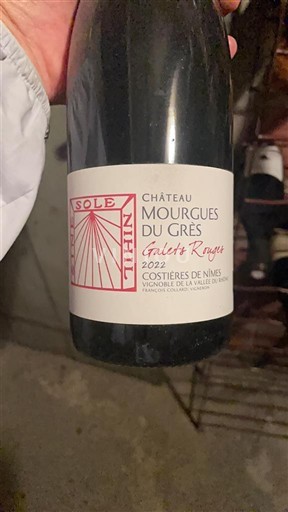 SINE SOLE NIHIL
CHÂTEAU
MOURGUES
DU GRÈS
Galets Rouges
2022
COSTIÈRES DE NÎMES
VIGNOBLE DE LA VALLÉE DU RHÔNE
FRANÇOIS COLLARD, VIGNERON